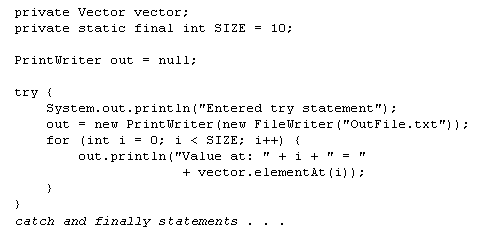 private Vector vector;
private static final int SIZE = 10;

PrintWriter out = null;

try {
    System.out.println("Entered try statement");
    out = new PrintWriter(new FileWriter("OutFile.txt"));
    for (int i = 0; i < SIZE; i++) {
        out.println("Value at: " + i + " = "
                     + vector.elementAt(i));
    }
}
catch and finally statements . . .